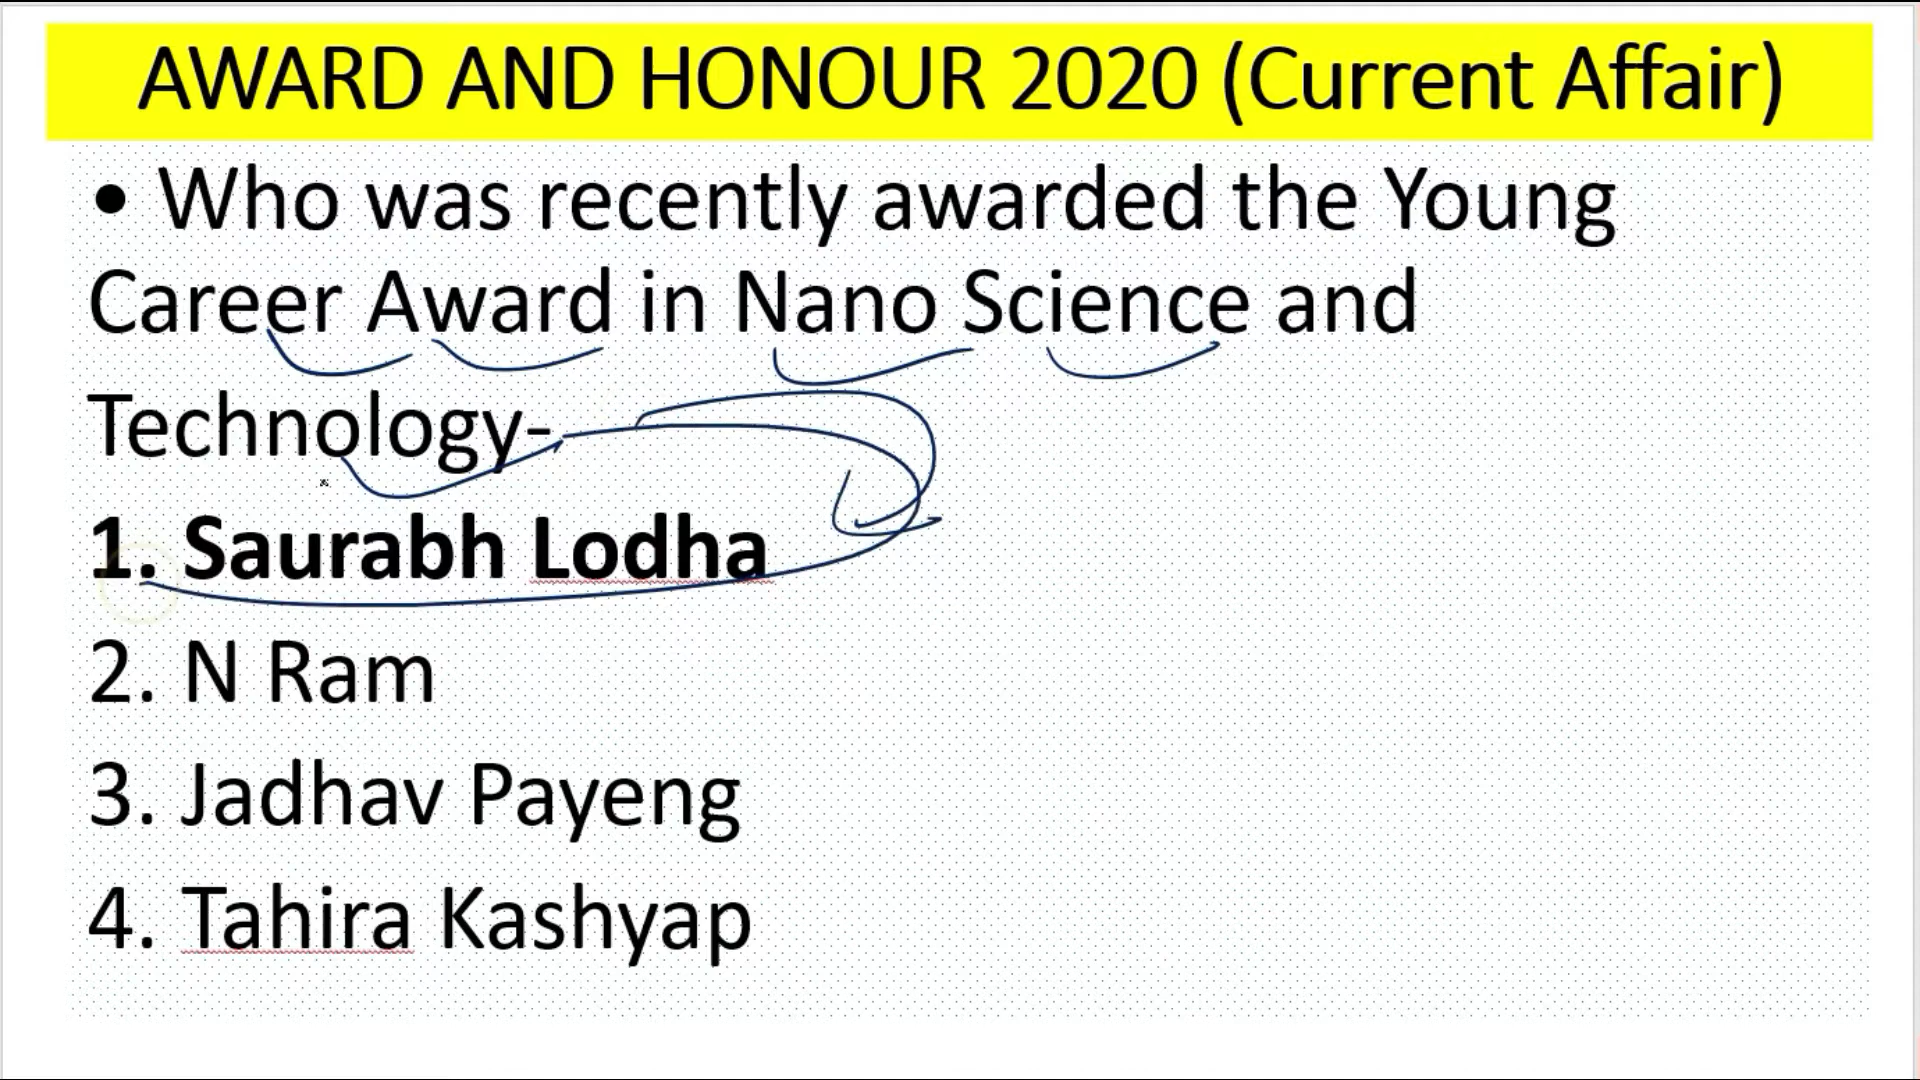 AWARD AND HONOUR 2020 (Current Affair)
• Who was recently awarded the Young
Career Award in Nano Science and
Technology-
1. Saurabh Lodha
2. N Ram
3. Jadhav Payeng
4. Tahira Kashyap